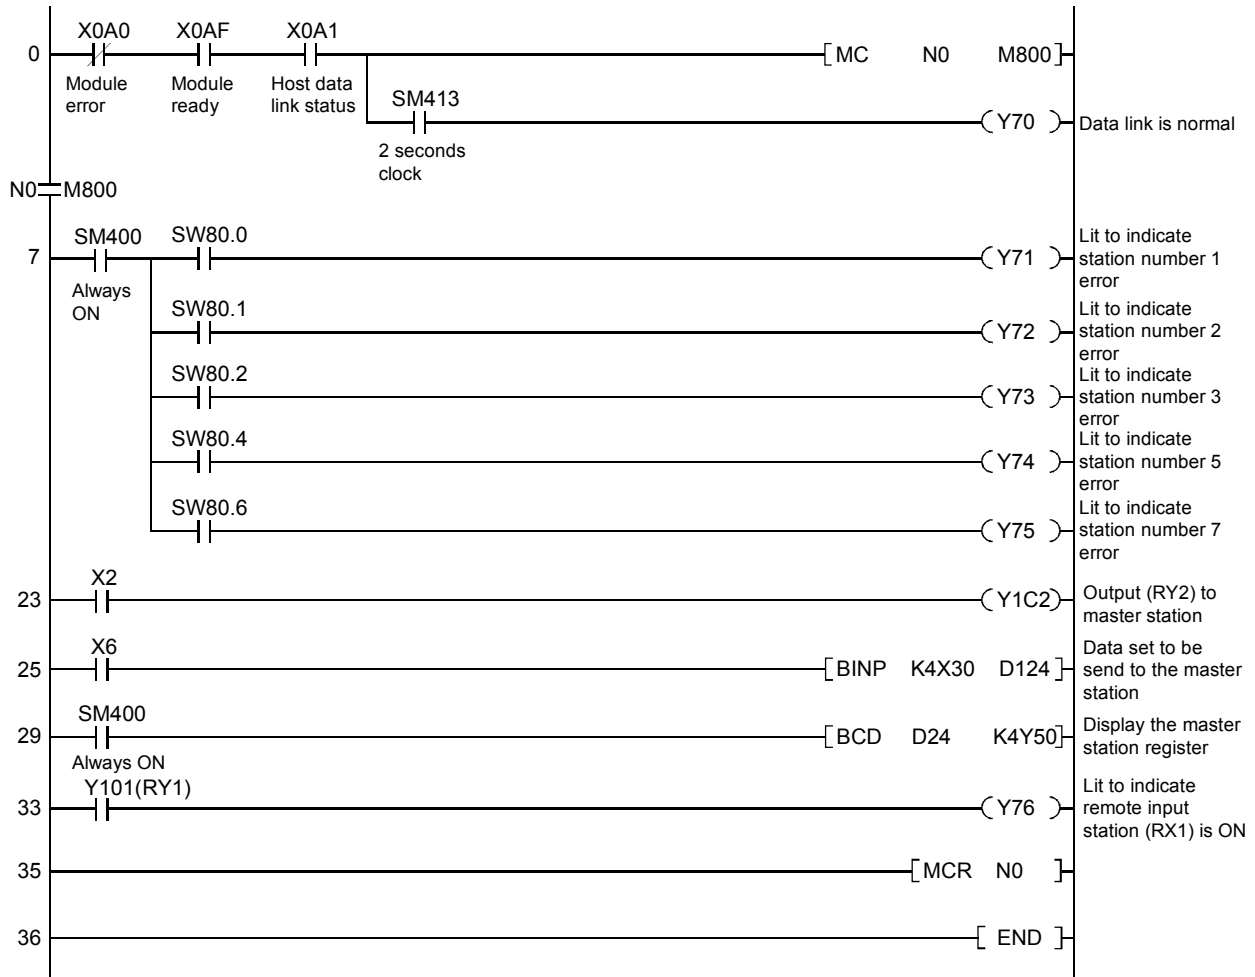 X0A0 X0AF X0A1
0 MC N0 M800
Module error
Module ready
Host data link status
SM413
Y70 Data link is normal
2 seconds clock
N0 M800
SM400 SW80.0
7 Y71
Lit to indicate
station number 1
error
Always
ON
SW80.1
Y72
Lit to indicate
station number 2
error
SW80.2
Y73
Lit to indicate
station number 3
error
SW80.4
Y74
Lit to indicate
station number 5
error
SW80.6
Y75
Lit to indicate
station number 7
error
X2
23 Y1C2
Output (RY2) to
master station
X6
25 BINP K4X30 D124
Data set to be
send to the master
station
SM400
29 BCD D24 K4Y50
Display the master
station register
Always ON
Y101(RY1)
33 Y76
Lit to indicate
remote input
station (RX1) is ON
35 MCR N0
36 END